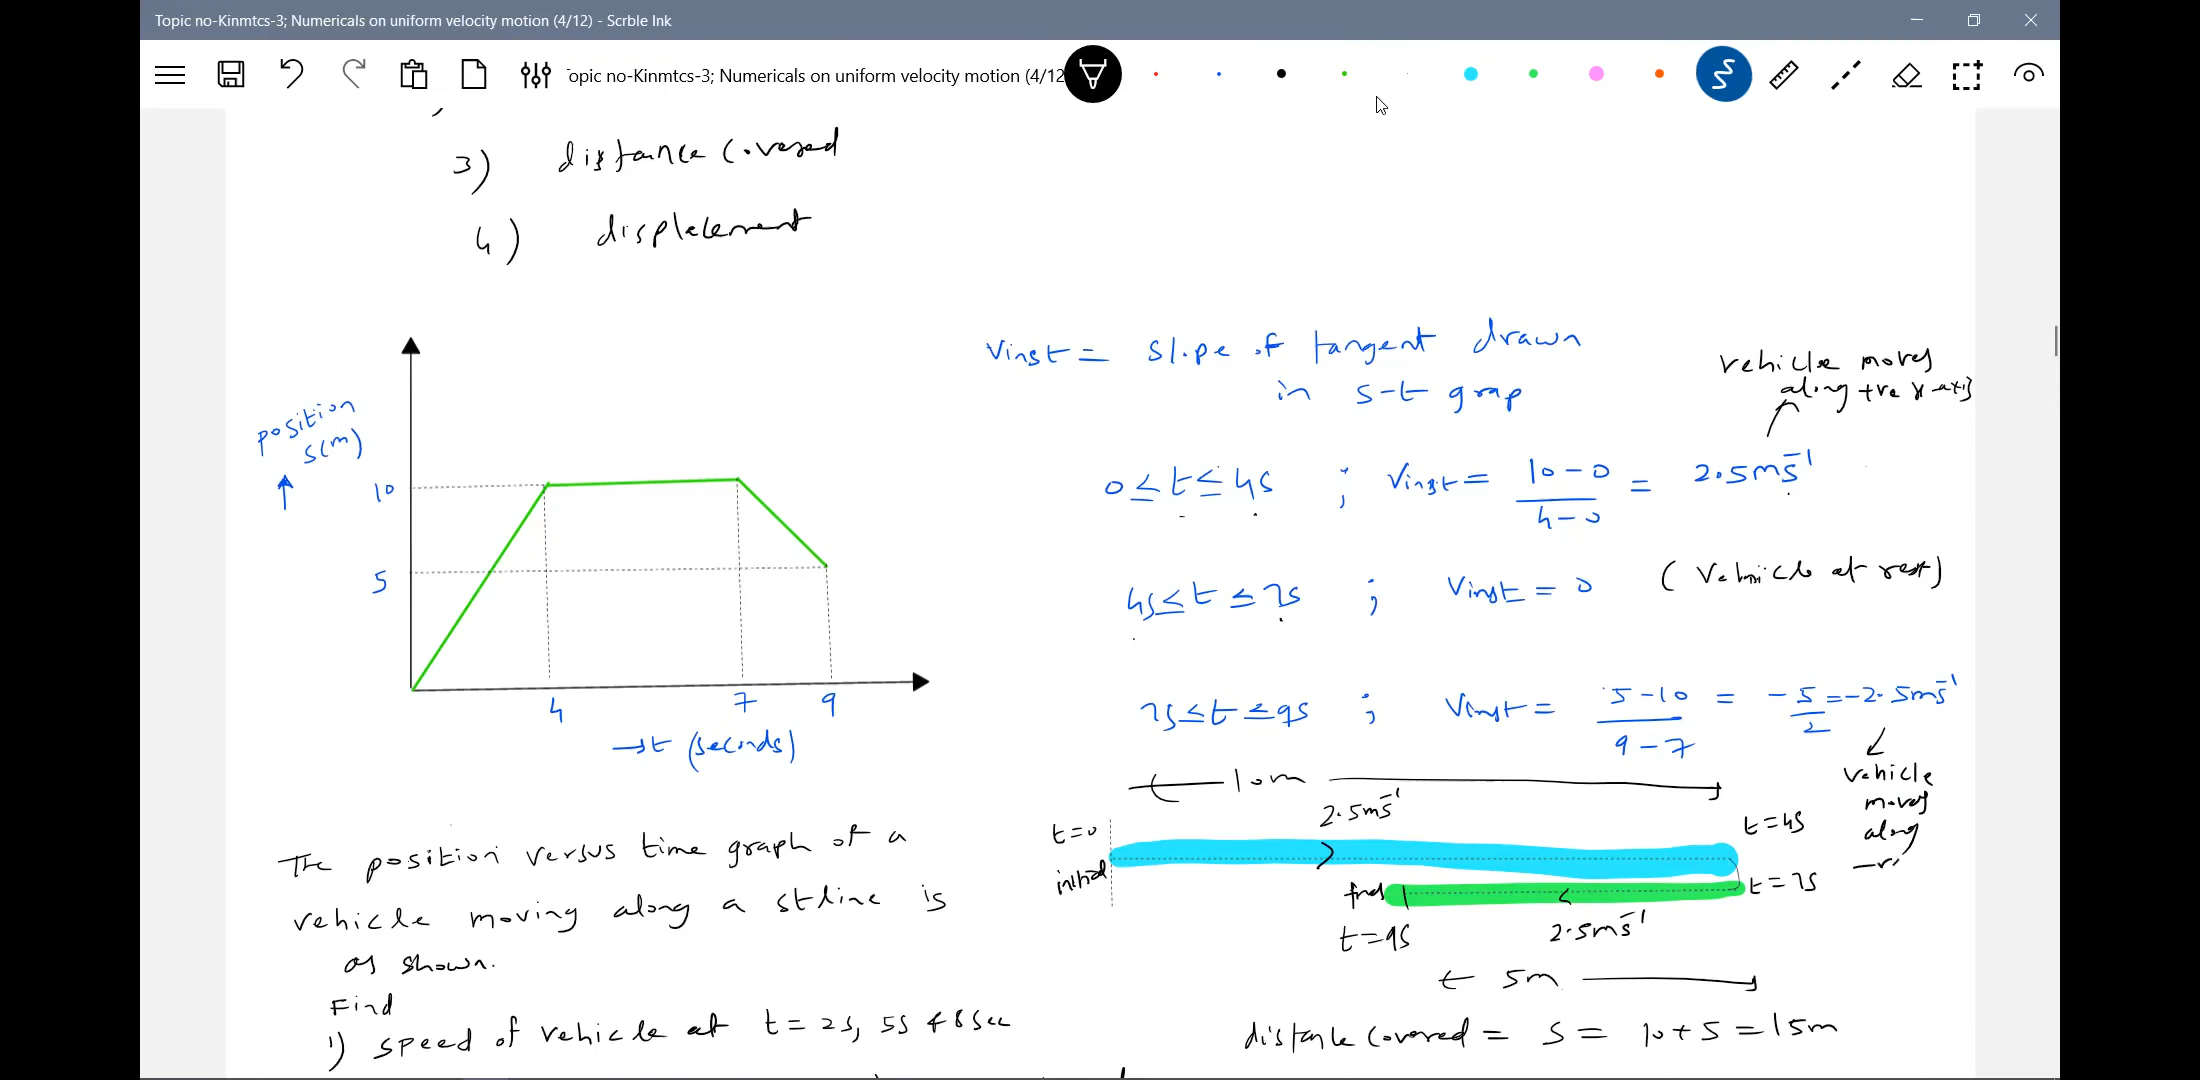 Topic no-Kinmtcs-3; Numericals on uniform velocity motion (4/12) - Scrble Ink
opic no-Kinmtcs-3; Numericals on uniform velocity motion (4/12
3) distance covered
4) displacement
position
s(m)
10
5
4 7 9
→ t (seconds)
Vinst = slope of tangent drawn
in s-t grap
vehicle moves
along +ve x-axis
0 ≤ t ≤ 4s ; Vinst = 10-0/4-0 = 2.5ms⁻¹
4s ≤ t ≤ 7s ; Vinst = 0 (Vehicle at rest)
7s ≤ t ≤ 9s ; Vinst = 5-10/9-7 = -5/2 = -2.5ms⁻¹
vehicle
moves
along
10m
2.5ms⁻¹
t=0
initial
t=4s
t=7s
t=9s
2.5ms⁻¹
5m
distance covered = S = 10+5 = 15m
The position versus time graph of a
vehicle moving along a st line is
as shown.
Find
1) speed of vehicle at t= 2s, 5s & 8 sec